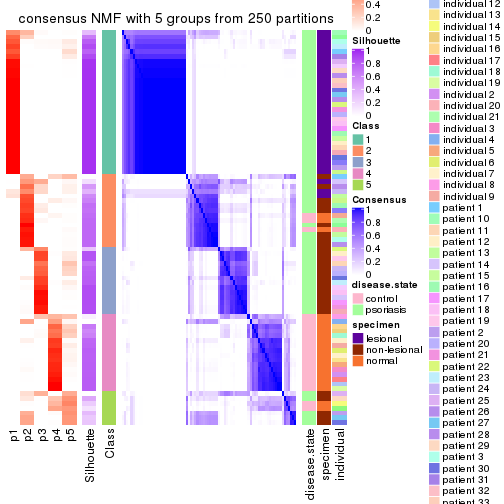 consensus NMF with 5 groups from 250 partitions
p1
p2
p3
p4
p5
Silhouette
Class
disease.state
specimen
individual
0.4
0.2
0
Silhouette
1
0.8
0.6
0.4
0.2
0
Class
1
2
3
4
5
Consensus
1
0.8
0.6
0.4
0.2
0
disease.state
control
psoriasis
specimen
lesional
non-lesional
normal
individual 12
individual 13
individual 14
individual 15
individual 16
individual 17
individual 18
individual 19
individual 2
individual 20
individual 21
individual 3
individual 4
individual 5
individual 6
individual 7
individual 8
individual 9
patient 1
patient 10
patient 11
patient 12
patient 13
patient 14
patient 15
patient 16
patient 17
patient 18
patient 19
patient 2
patient 20
patient 21
patient 22
patient 23
patient 24
patient 25
patient 26
patient 27
patient 28
patient 29
patient 3
patient 30
patient 31
patient 32
patient 33